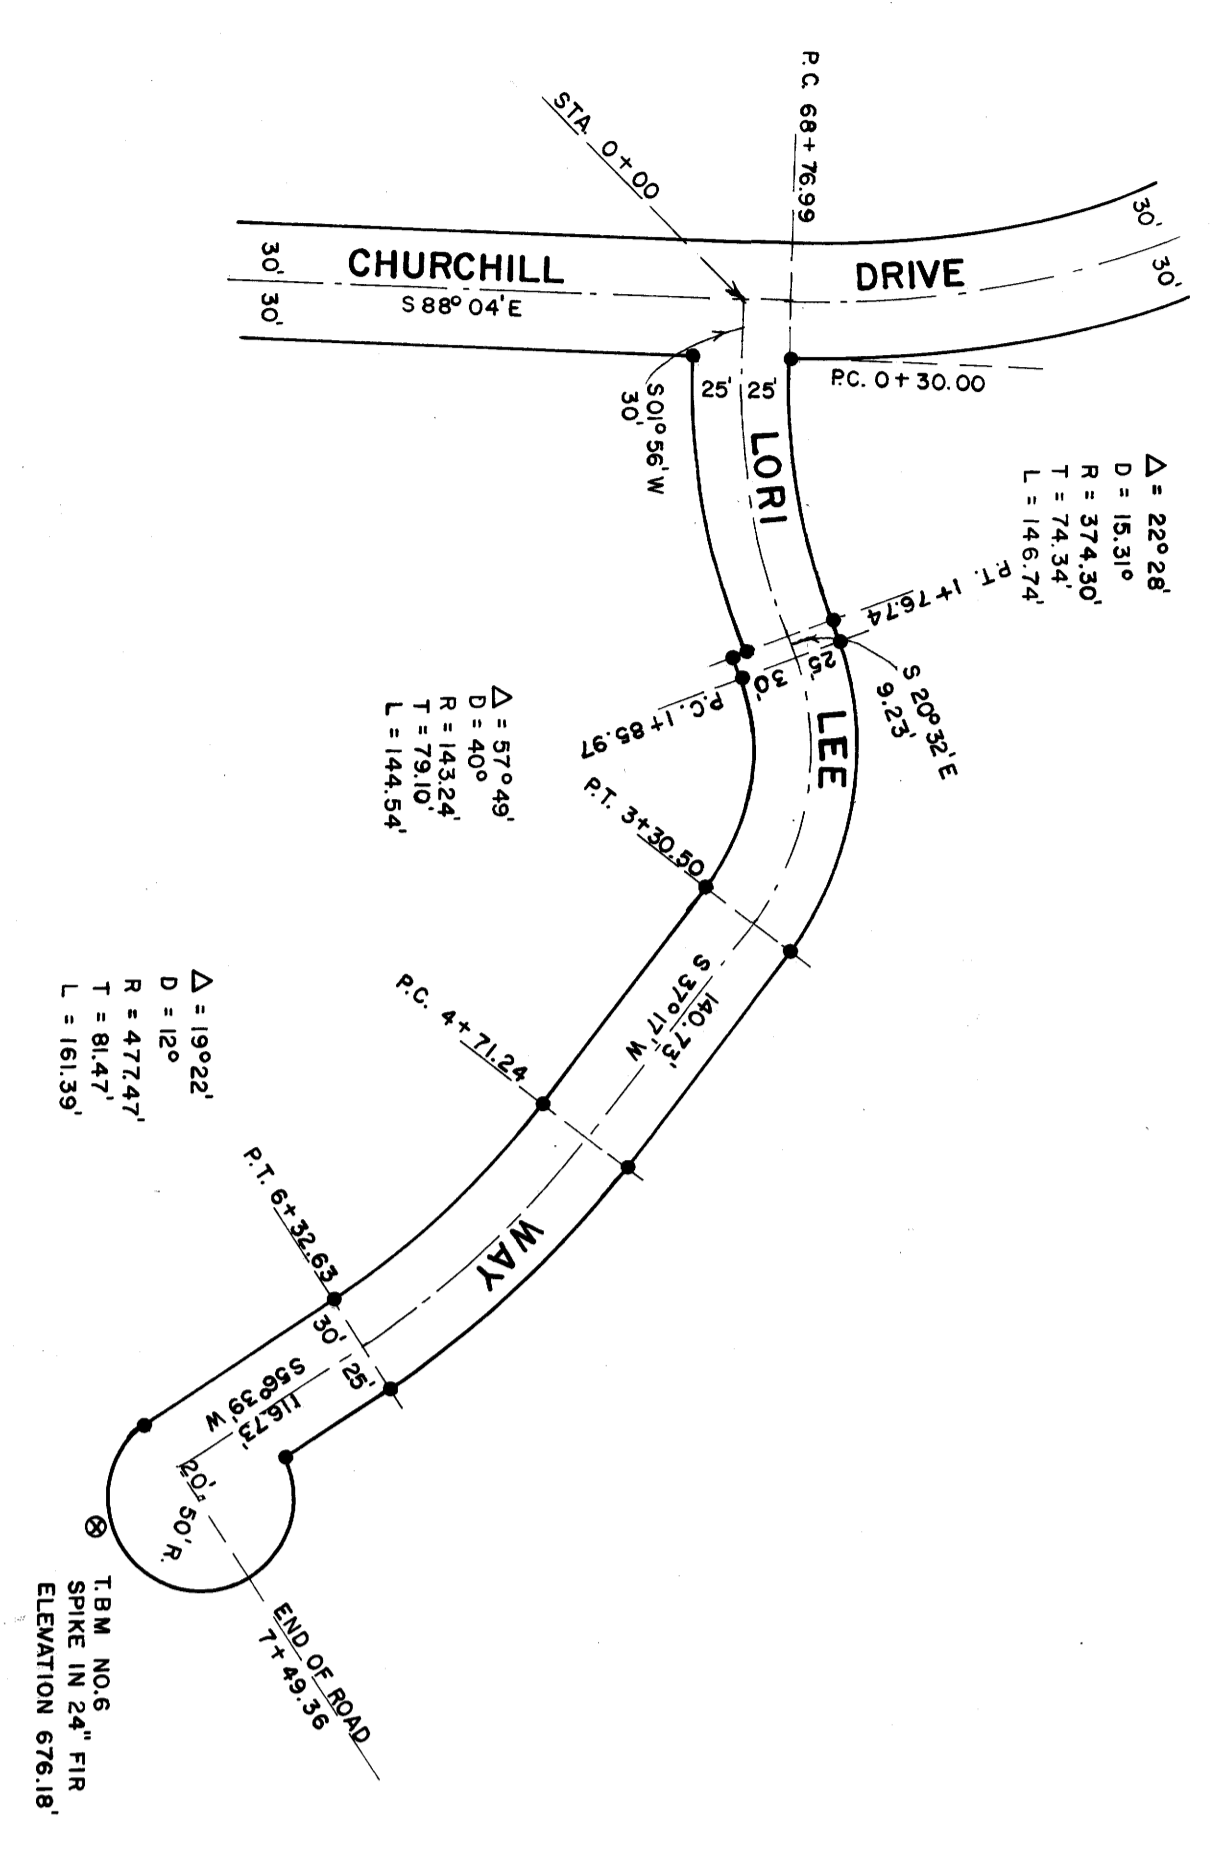 P.C. 68+76.99
STA. 0+00
30'
30'
CHURCHILL
DRIVE
30'
30'
S 88° 04' E
P.C. 0+30.00
25'
25'
S 01° 56' W
30'
LORI
Δ = 22° 28'
D = 15.31°
R = 374.30'
T = 74.34'
L = 146.74'
P.T. 1+76.74
25'
30'
P.C. 1+85.97
S 20° 32' E
9.23'
LEE
Δ = 57° 49'
D = 40°
R = 143.24'
T = 79.10'
L = 144.54'
P.T. 3+30.50
140.73'
S 37° 17' W
P.C. 4+71.24
Δ = 19° 22'
D = 12°
R = 477.47'
T = 81.47'
L = 161.39'
WAY
P.T. 6+32.63
30'
25'
S 56° 39' W
116.73'
20'
50' R.
END OF ROAD
7+49.36
T.B M NO.6
SPIKE IN 24" FIR
ELEVATION 676.18'